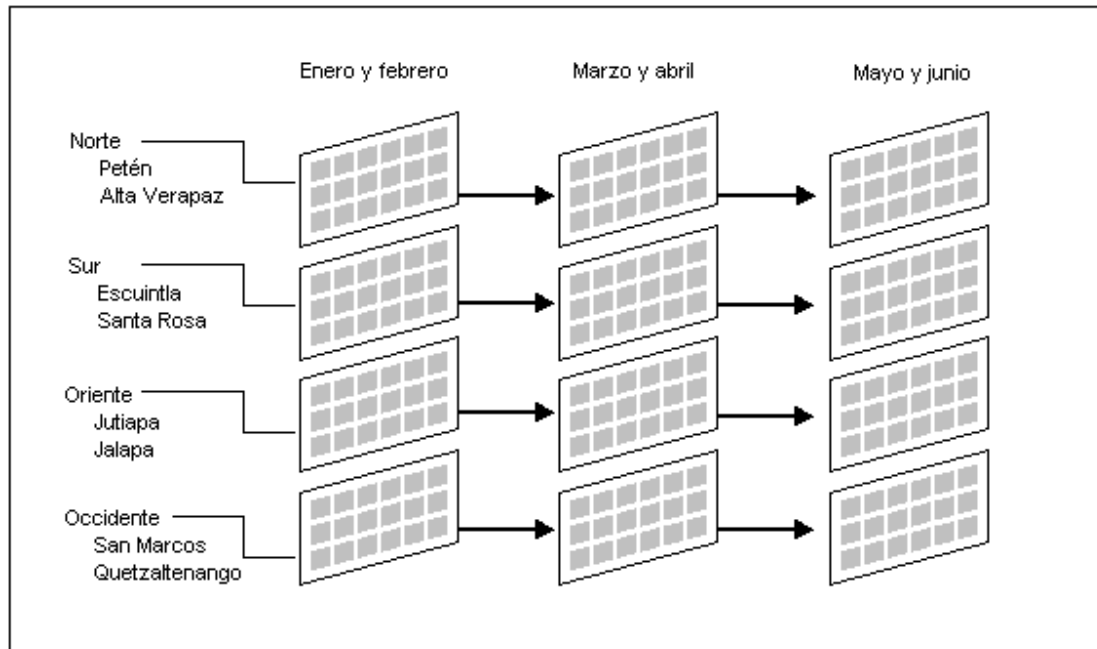 Enero y febrero
Marzo y abril
Mayo y junio
Norte
Petén
Alta Verapaz
Sur
Escuintla
Santa Rosa
Oriente
Jutiapa
Jalapa
Occidente
San Marcos
Quetzaltenango